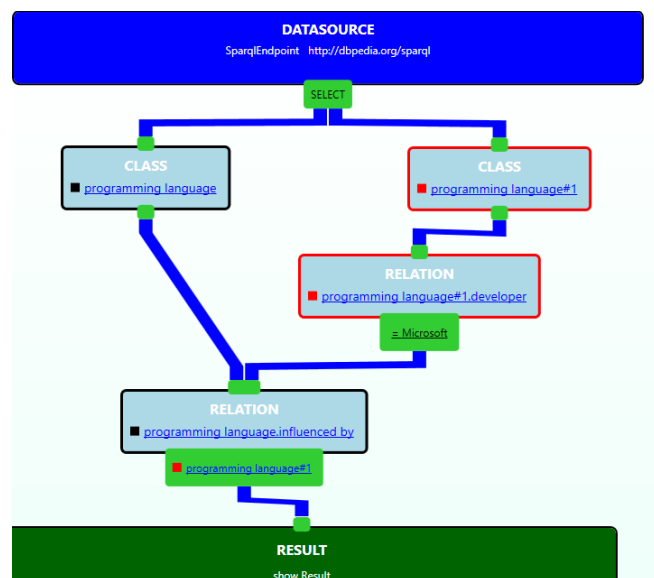 DATASOURCE
SparqlEndpoint http://dbpedia.org/sparql
SELECT
CLASS
programming language
CLASS
programming language#1
RELATION
programming language#1.developer
= Microsoft
RELATION
programming language.influenced by
programming language#1
RESULT
show Result